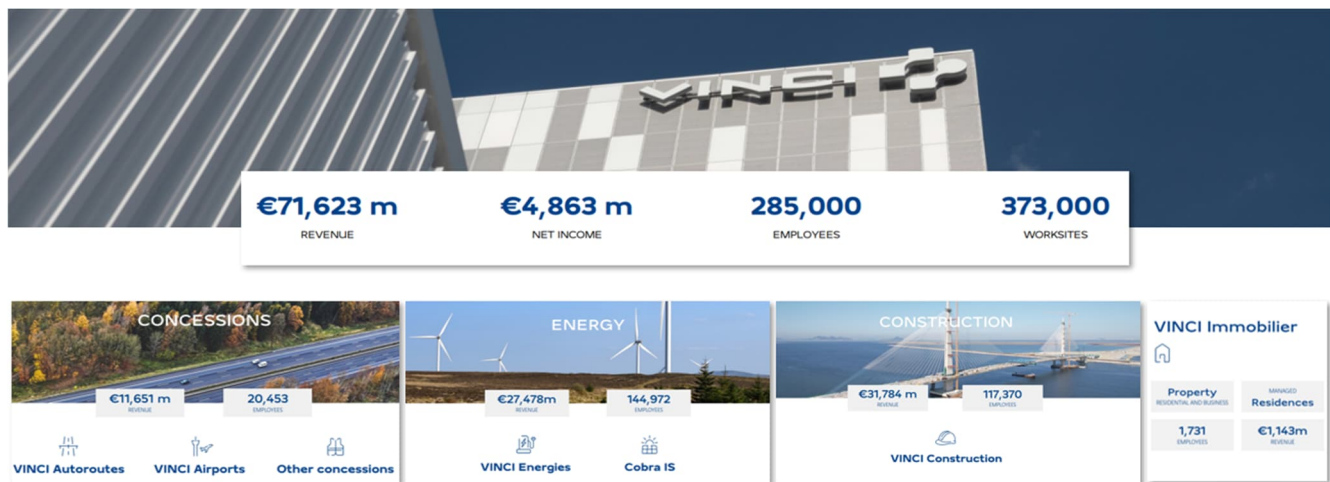 VINCI
€71,623 m
REVENUE
€4,863 m
NET INCOME
285,000
EMPLOYEES
373,000
WORKSITES
CONCESSIONS
€11,651 m
REVENUE
20,453
EMPLOYEES
VINCI Autoroutes
VINCI Airports
Other concessions
ENERGY
€27,478m
REVENUE
144,972
EMPLOYEES
VINCI Energies
Cobra IS
CONSTRUCTION
€31,784 m
REVENUE
117,370
EMPLOYEES
VINCI Construction
VINCI Immobilier
Property
RESIDENTIAL AND BUSINESS
MANAGED
Residences
1,731
EMPLOYEES
€1,143m
REVENUE